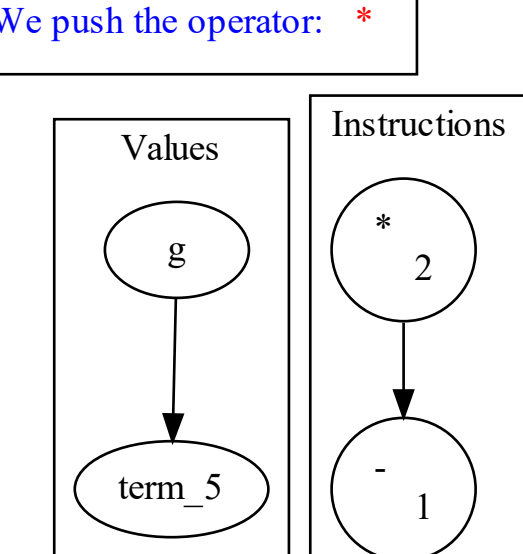 We push the operator: *
Values
Instructions
g
*
2
term_5
-
1